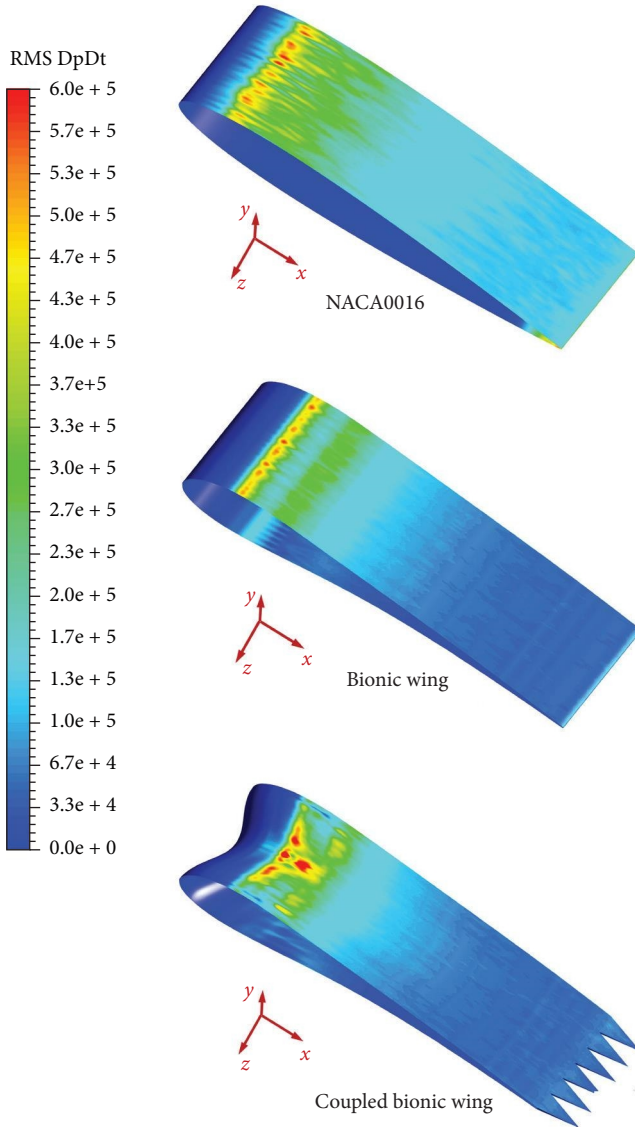 RMS DpDt
6.0e + 5
5.7e + 5
5.3e + 5
5.0e + 5
4.7e + 5
4.3e + 5
4.0e + 5
3.7e+5
3.3e + 5
3.0e + 5
2.7e + 5
2.3e + 5
2.0e + 5
1.7e + 5
1.3e + 5
1.0e + 5
6.7e + 4
3.3e + 4
0.0e + 0
y
x
z
NACA0016
y
x
z
Bionic wing
y
x
z
Coupled bionic wing